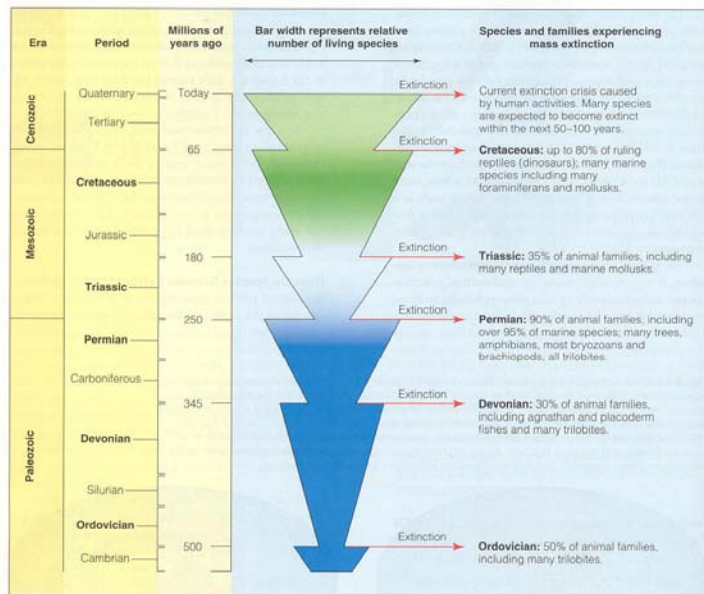 Era
Period
Millions of
years ago
Bar width represents relative
number of living species
Species and families experiencing
mass extinction
Cenozoic
Quaternary
Today
Extinction
Current extinction crisis caused
by human activities. Many species
are expected to become extinct
within the next 50–100 years.
Tertiary
65
Extinction
Cretaceous: up to 80% of ruling
reptiles (dinosaurs); many marine
species including many
foraminiferans and mollusks.
Mesozoic
Cretaceous
Jurassic
180
Extinction
Triassic: 35% of animal families, including
many reptiles and marine mollusks.
Triassic
250
Extinction
Permian: 90% of animal families, including
over 95% of marine species; many trees,
amphibians, most bryozoans and
brachiopods, all trilobites.
Paleozoic
Permian
Carboniferous
345
Extinction
Devonian: 30% of animal families,
including agnathan and placoderm
fishes and many trilobites.
Devonian
Silurian
Ordovician
500
Extinction
Ordovician: 50% of animal families,
including many trilobites.
Cambrian